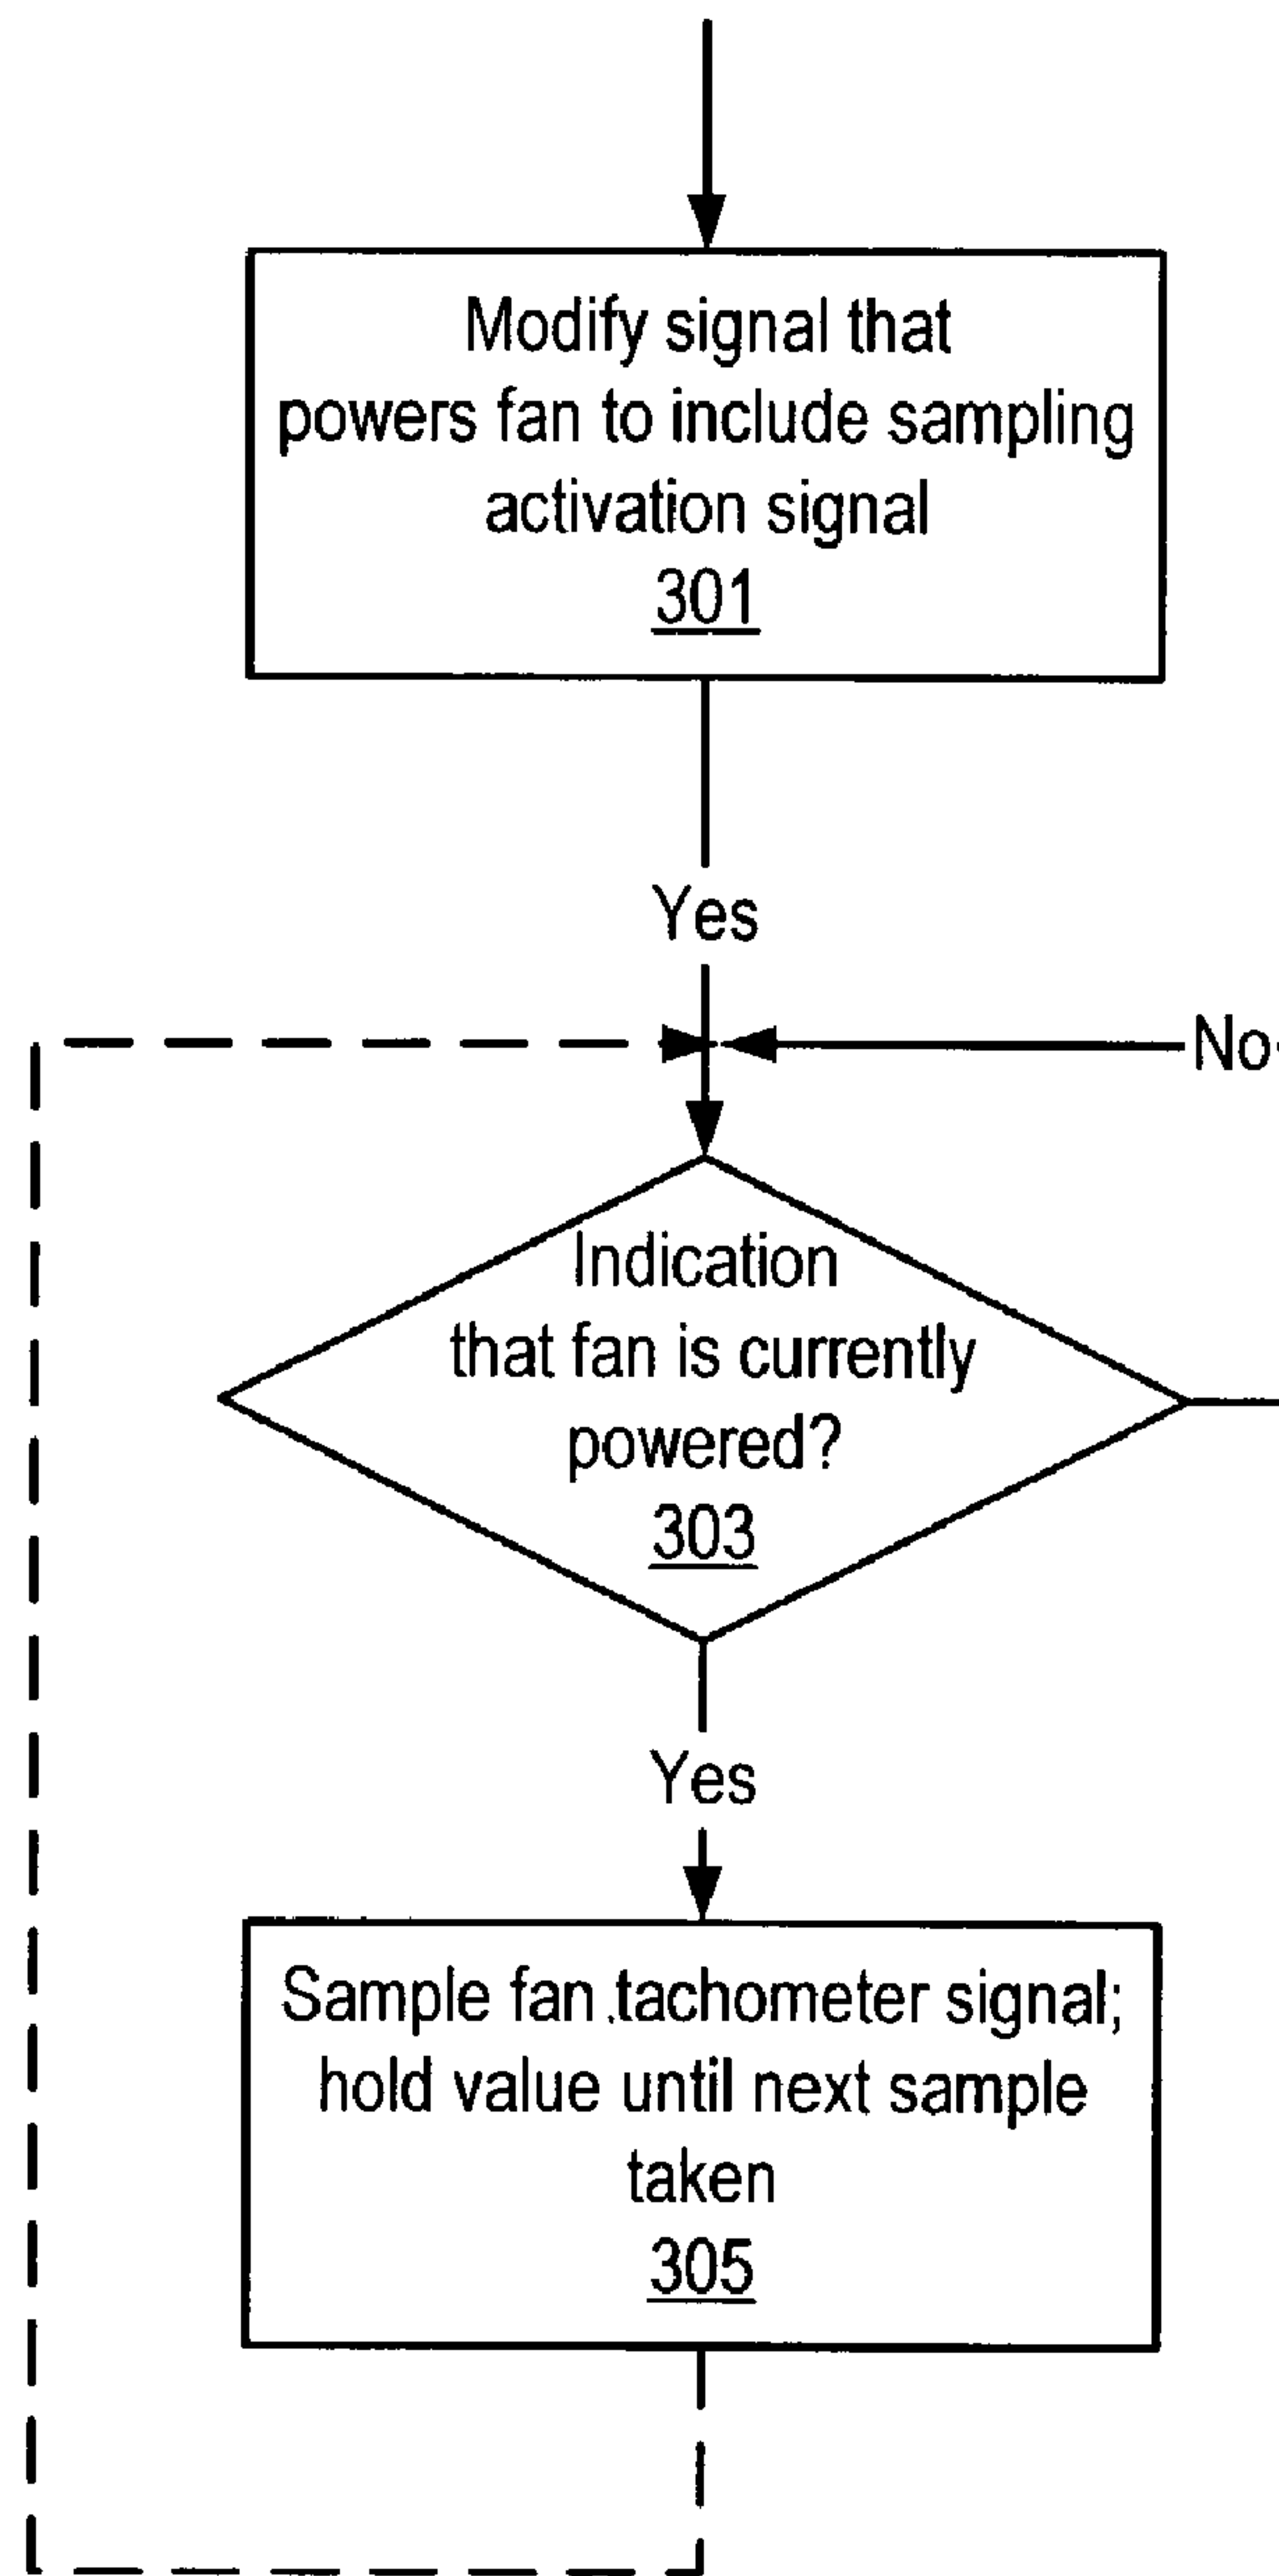 Modify signal that
powers fan to include sampling
activation signal
301
Yes
No
Indication
that fan is currently
powered?
303
Yes
Sample fan tachometer signal;
hold value until next sample
taken
305